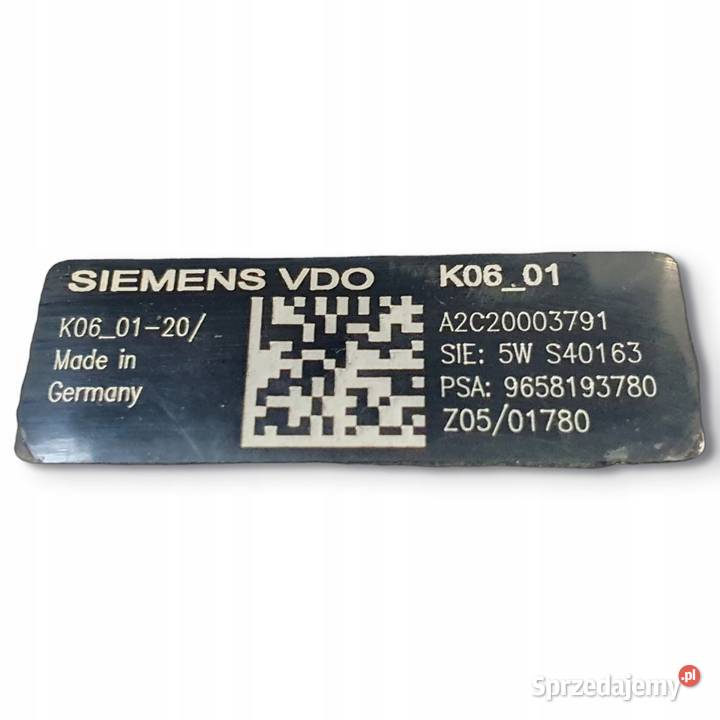 SIEMENS VDO
K06_01-20/
Made in
Germany
K06_01
A2C20003791
SIE: 5W S40163
PSA: 9658193780
Z05/01780
Sprzedajemy.pl